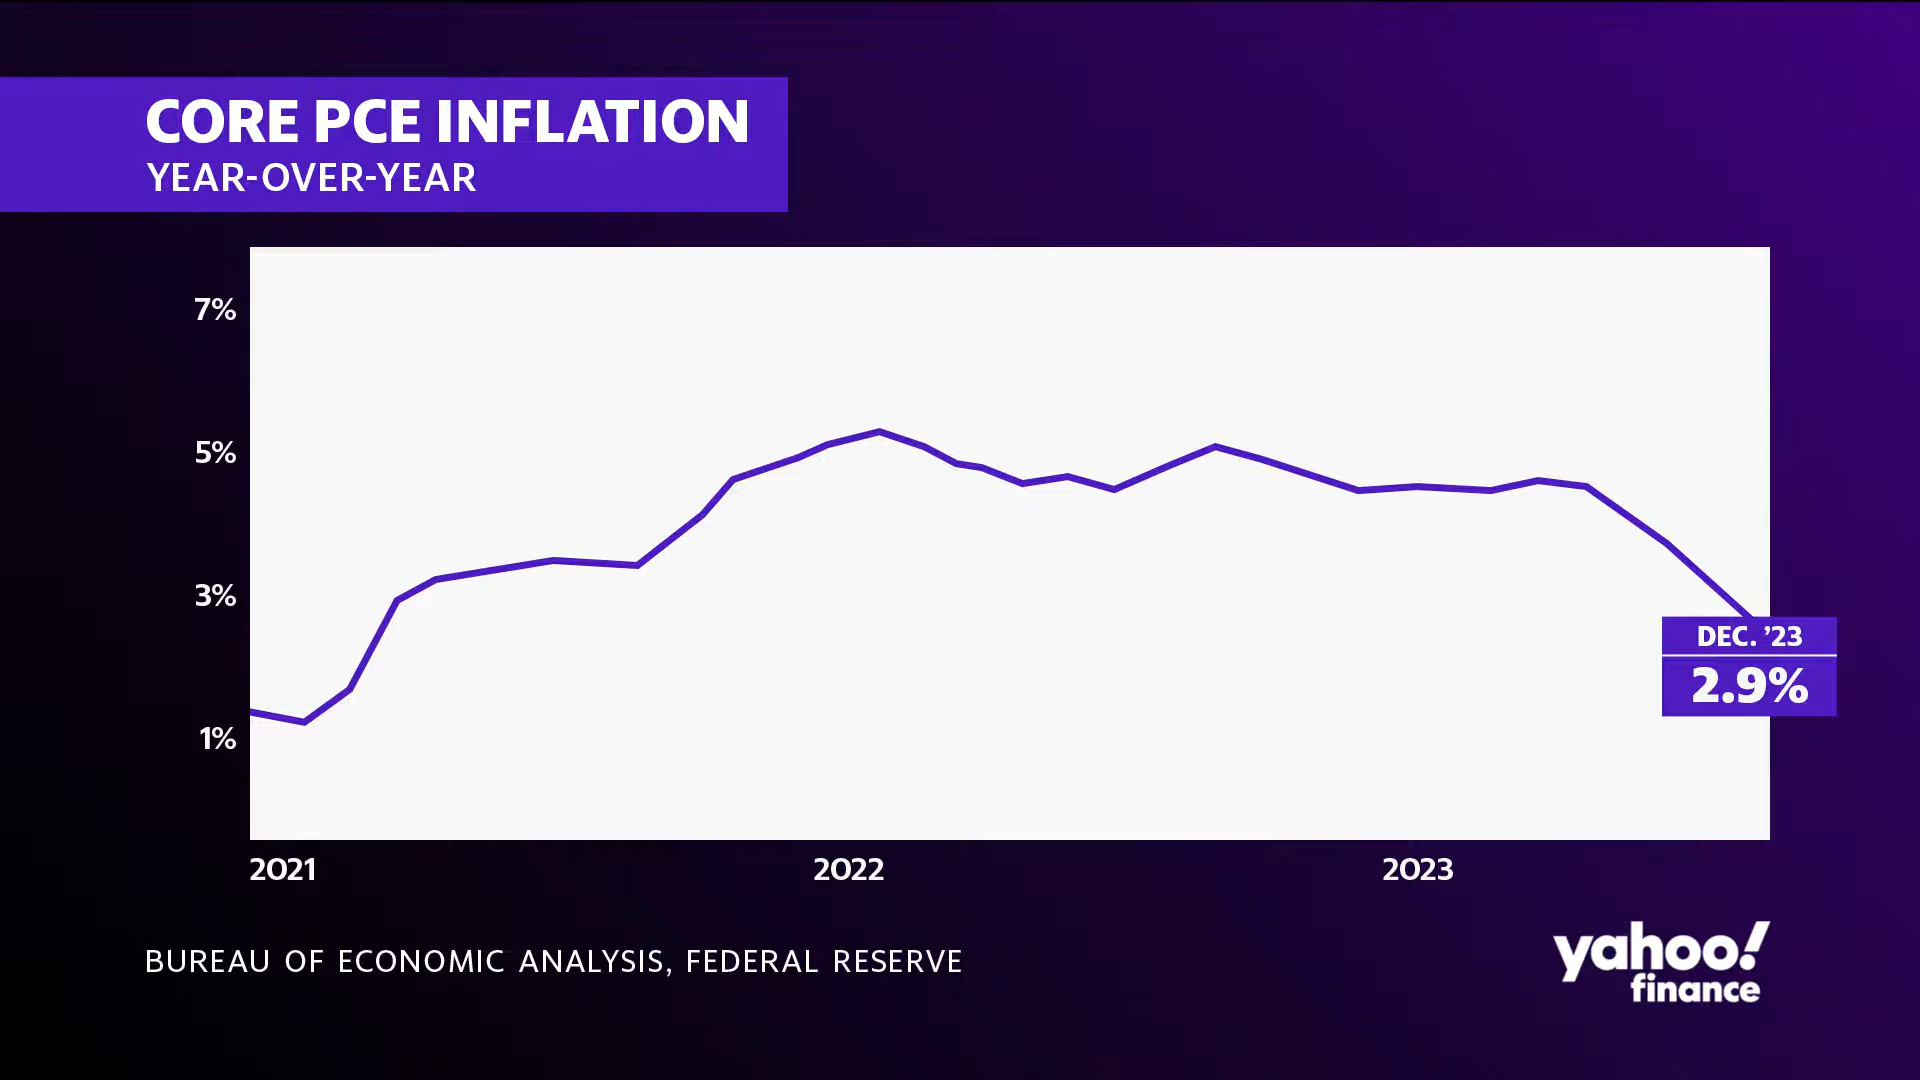 CORE PCE INFLATION
YEAR-OVER-YEAR
7%
5%
3%
1%
DEC. ’23
2.9%
2021 2022 2023
BUREAU OF ECONOMIC ANALYSIS, FEDERAL RESERVE
yahoo!
finance